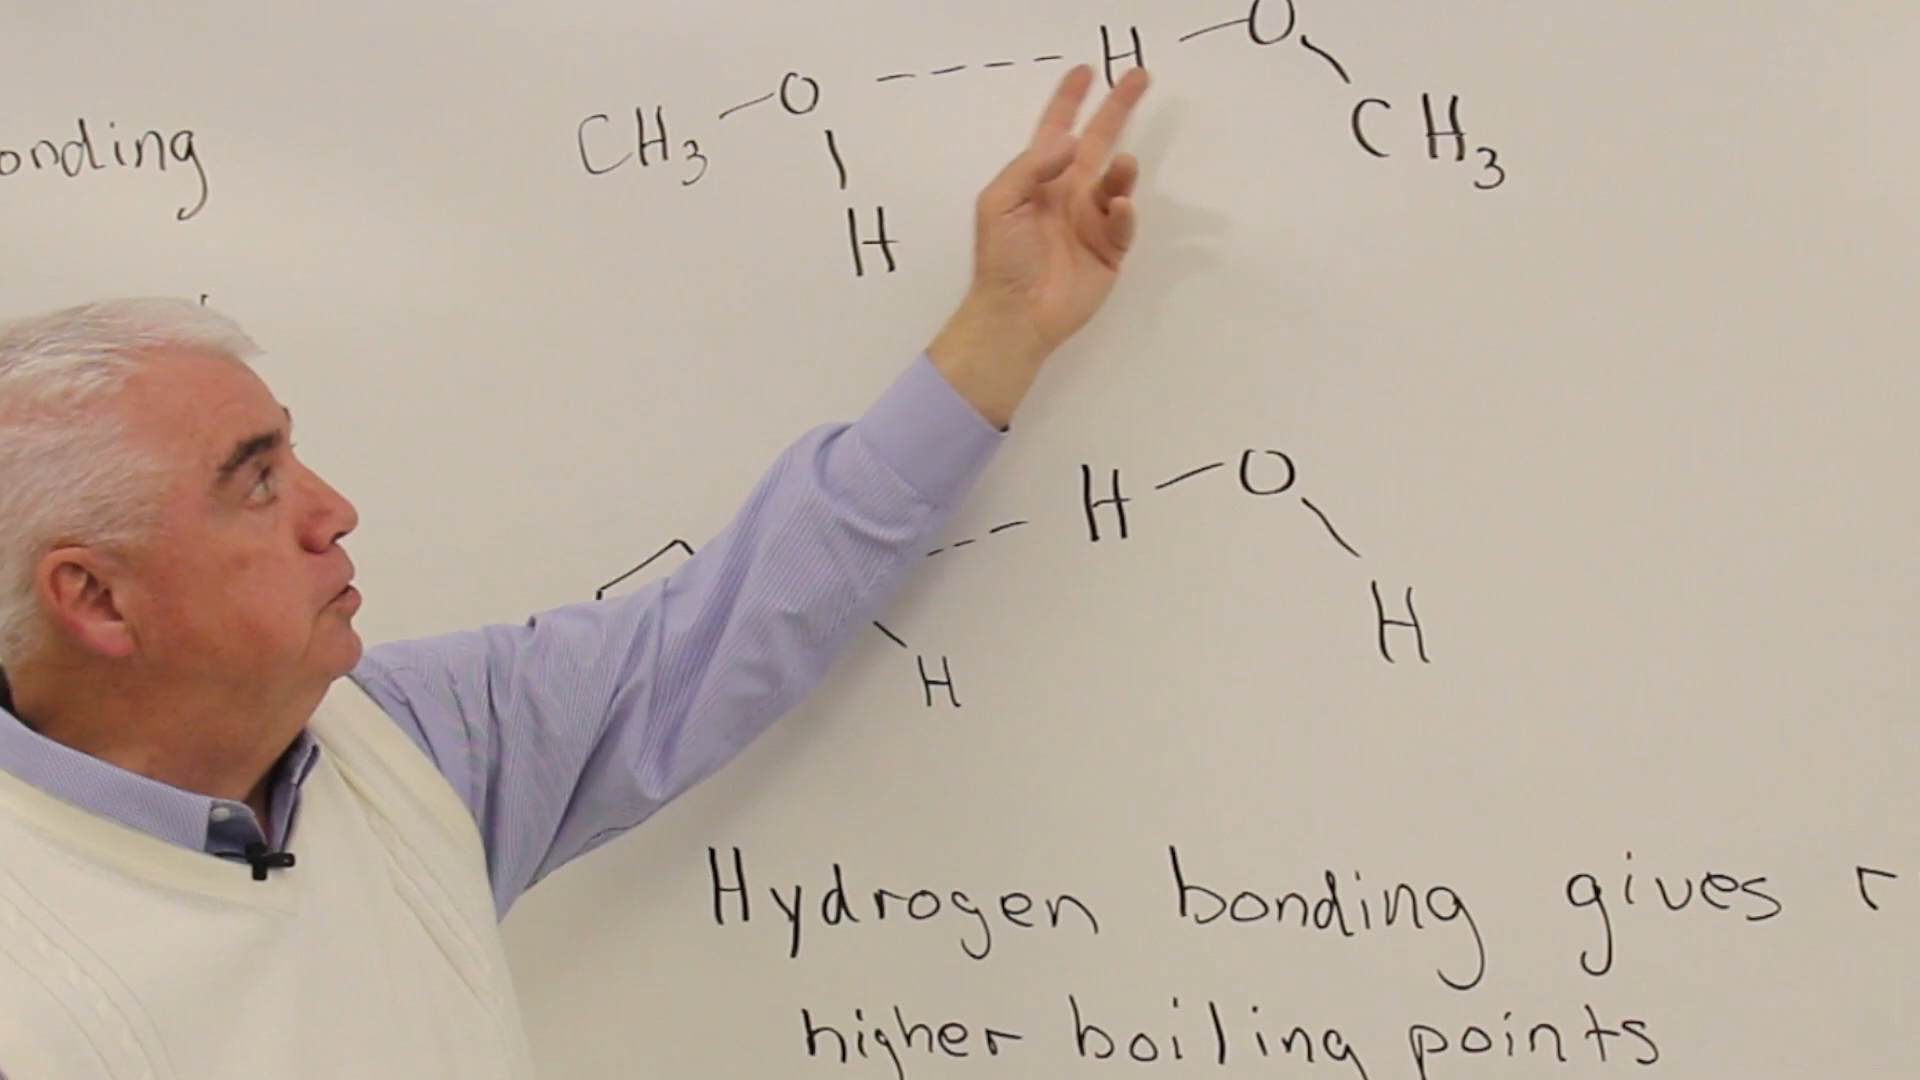 onding
CH3-O ---- H-O
CH3
H
H-O
H
H
Hydrogen bonding gives r
higher boiling points